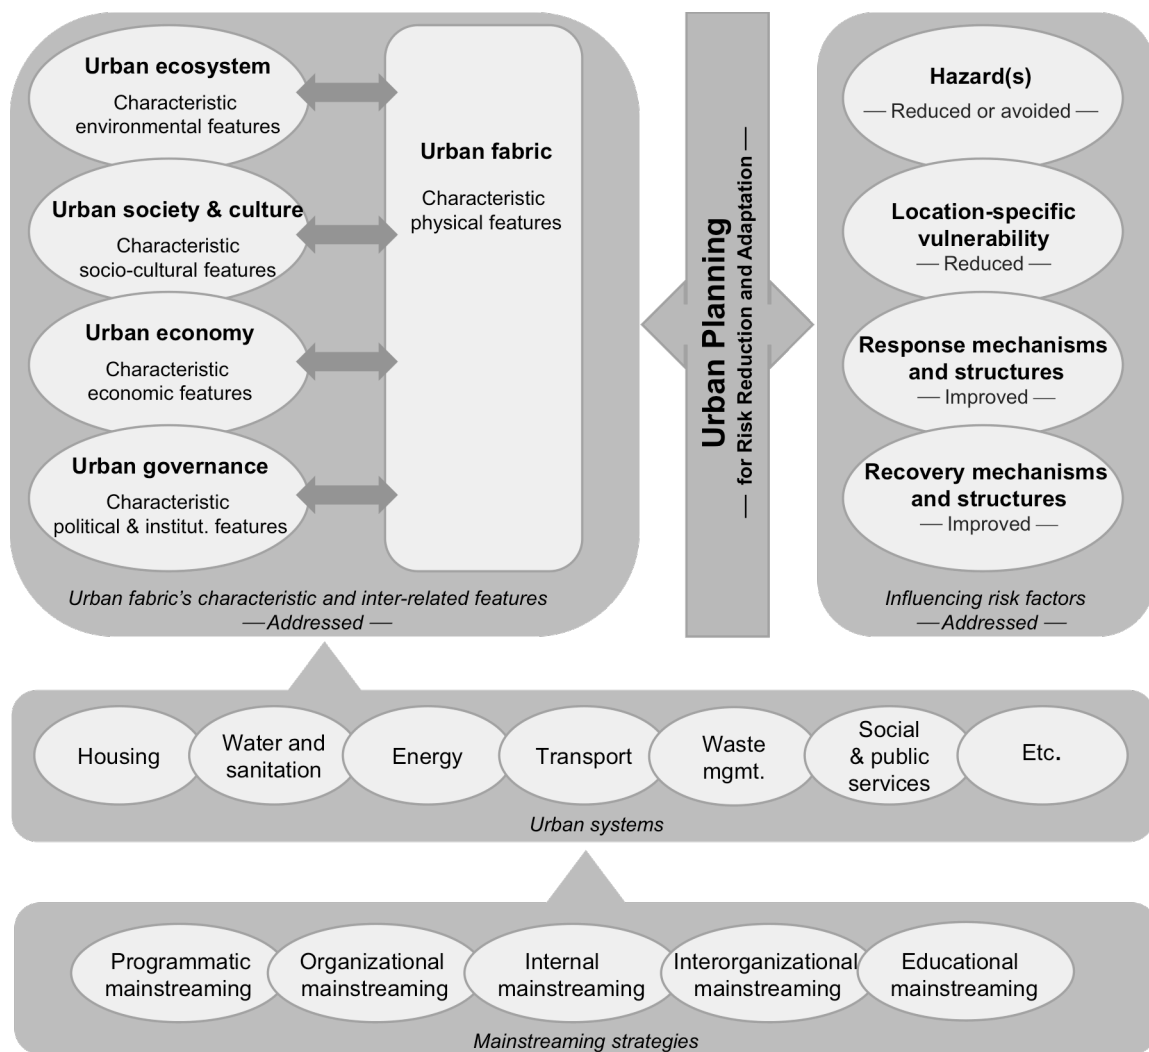 Urban ecosystem
Characteristic
environmental features
Urban society & culture
Characteristic
socio-cultural features
Urban economy
Characteristic
economic features
Urban governance
Characteristic
political & institut. features
Urban fabric
Characteristic
physical features
Urban fabric's characteristic and inter-related features
— Addressed —
Urban Planning
— for Risk Reduction and Adaptation —
Hazard(s)
— Reduced or avoided —
Location-specific
vulnerability
— Reduced —
Response mechanisms
and structures
— Improved —
Recovery mechanisms
and structures
— Improved —
Influencing risk factors
— Addressed —
Housing
Water and
sanitation
Energy
Transport
Waste
mgmt.
Social
& public
services
Etc.
Urban systems
Programmatic
mainstreaming
Organizational
mainstreaming
Internal
mainstreaming
Interorganizational
mainstreaming
Educational
mainstreaming
Mainstreaming strategies